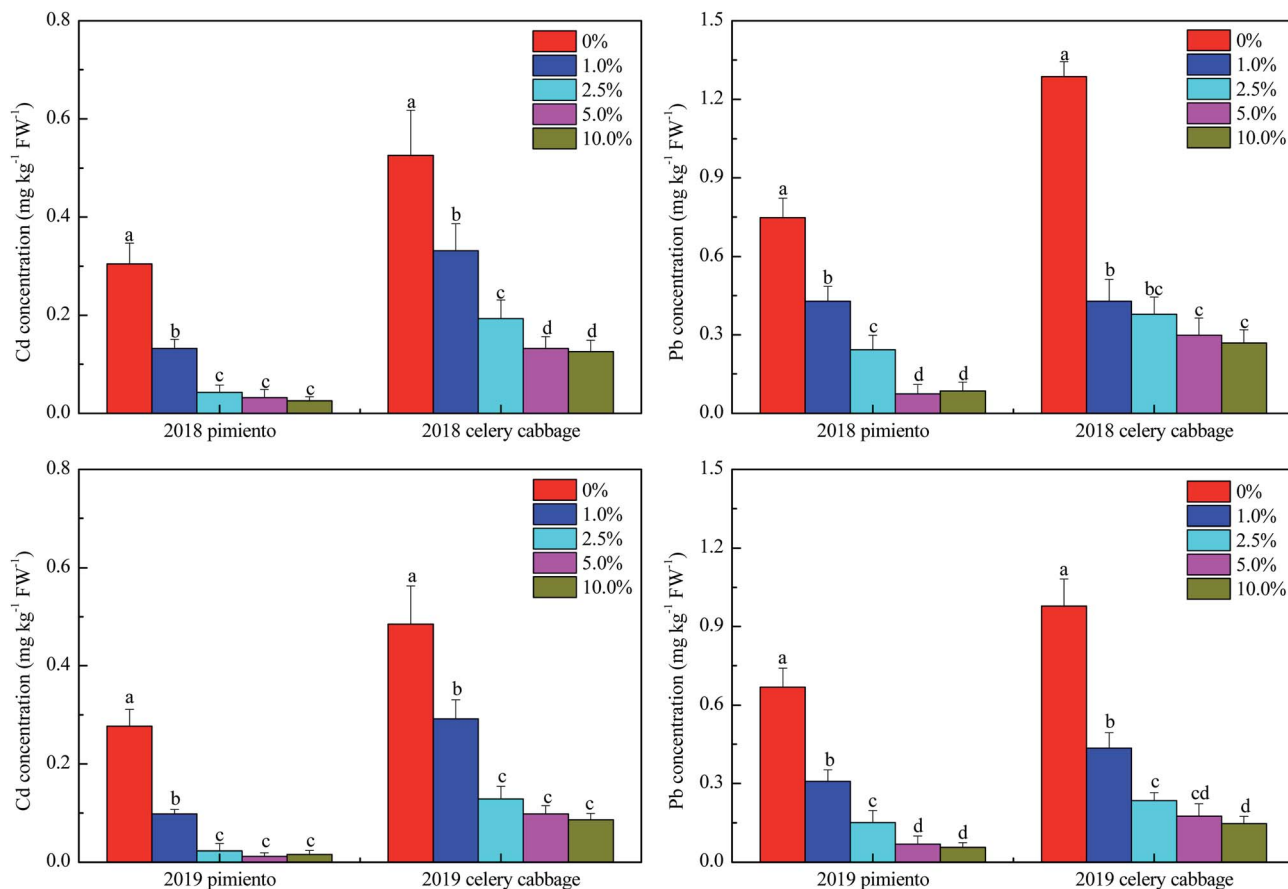 Cd concentration (mg kg⁻¹ FW⁻¹)
0.8
0.6
0.4
0.2
0.0
0%
1.0%
2.5%
5.0%
10.0%
a
b
c
c
c
a
b
c
d
d
2018 pimiento
2018 celery cabbage
Pb concentration (mg kg⁻¹ FW⁻¹)
1.5
1.2
0.9
0.6
0.3
0.0
0%
1.0%
2.5%
5.0%
10.0%
a
b
c
d
d
a
b
bc
c
c
2018 pimiento
2018 celery cabbage
Cd concentration (mg kg⁻¹ FW⁻¹)
0.8
0.6
0.4
0.2
0.0
0%
1.0%
2.5%
5.0%
10.0%
a
b
c
c
c
a
b
c
c
c
2019 pimiento
2019 celery cabbage
Pb concentration (mg kg⁻¹ FW⁻¹)
1.5
1.2
0.9
0.6
0.3
0.0
0%
1.0%
2.5%
5.0%
10.0%
a
b
c
d
d
a
b
c
cd
d
2019 pimiento
2019 celery cabbage